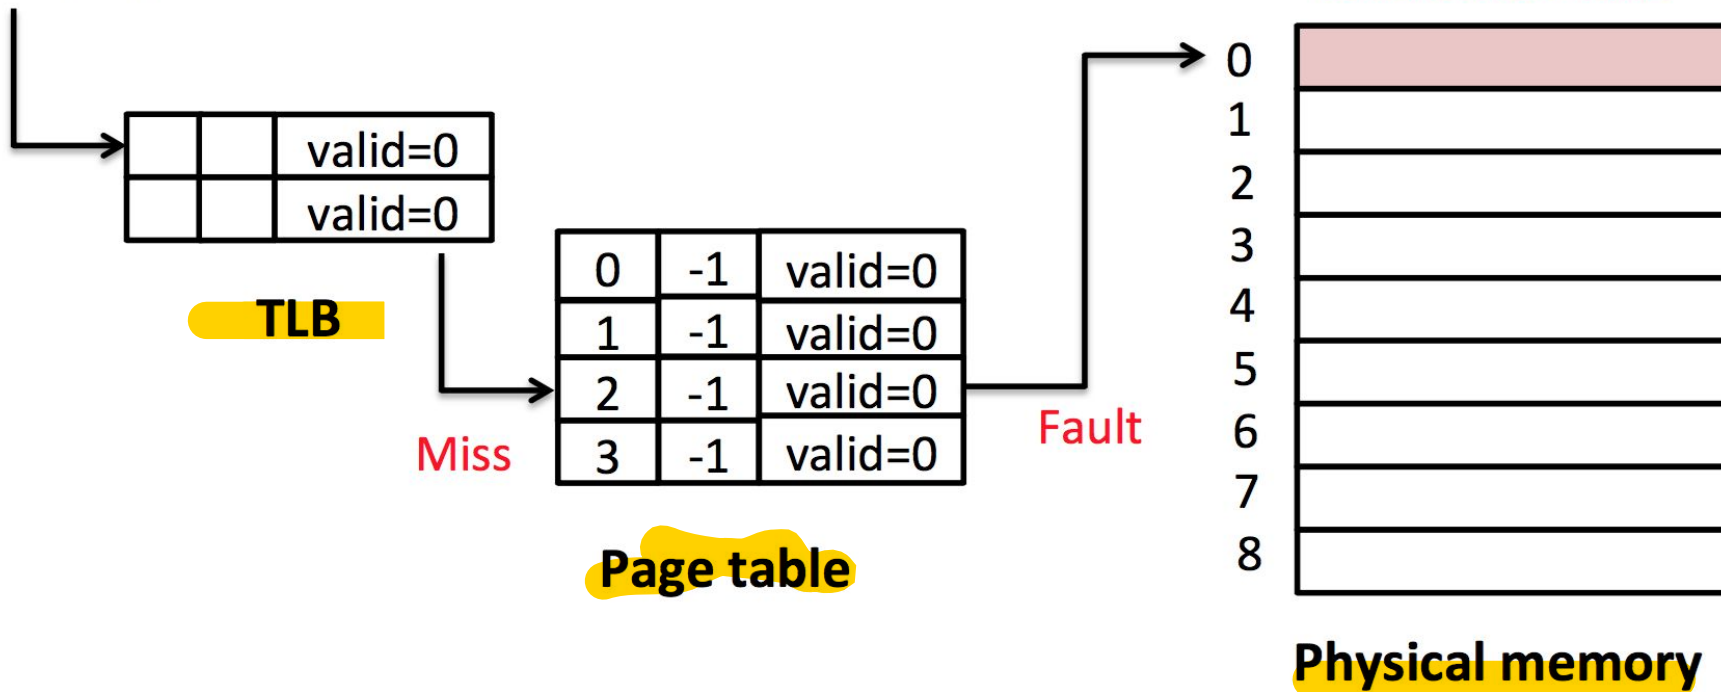 valid=0
valid=0
TLB
Miss
0 -1 valid=0
1 -1 valid=0
2 -1 valid=0
3 -1 valid=0
Page table
Fault
0
1
2
3
4
5
6
7
8
Physical memory